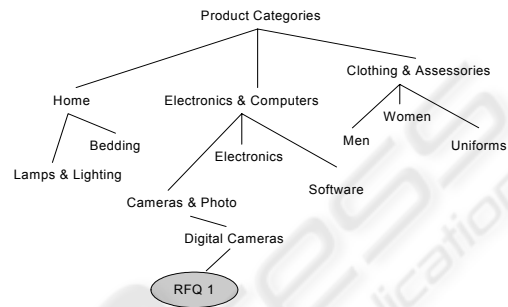 Product Categories
Clothing & Assessories
Home
Electronics & Computers
Women
Men
Bedding
Electronics
Uniforms
Lamps & Lighting
Software
Cameras & Photo
Digital Cameras
RFQ 1